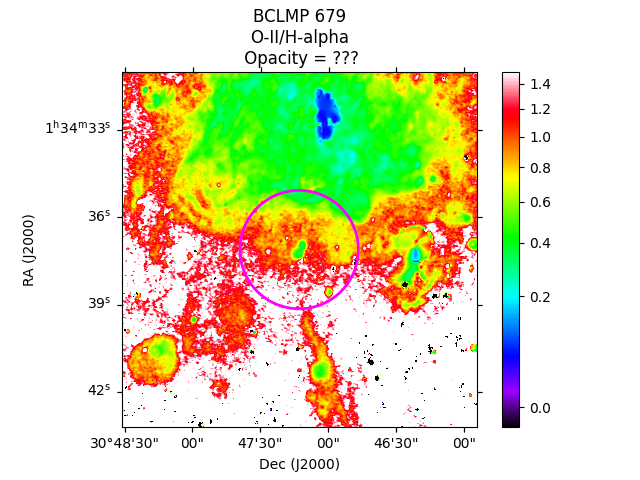 BCLMP 679
O-II/H-alpha
Opacity = ???
1h34m33s
36s
39s
42s
RA (J2000)
30°48'30" 00" 47'30" 00" 46'30" 00"
Dec (J2000)
1.4
1.2
1.0
0.8
0.6
0.4
0.2
0.0